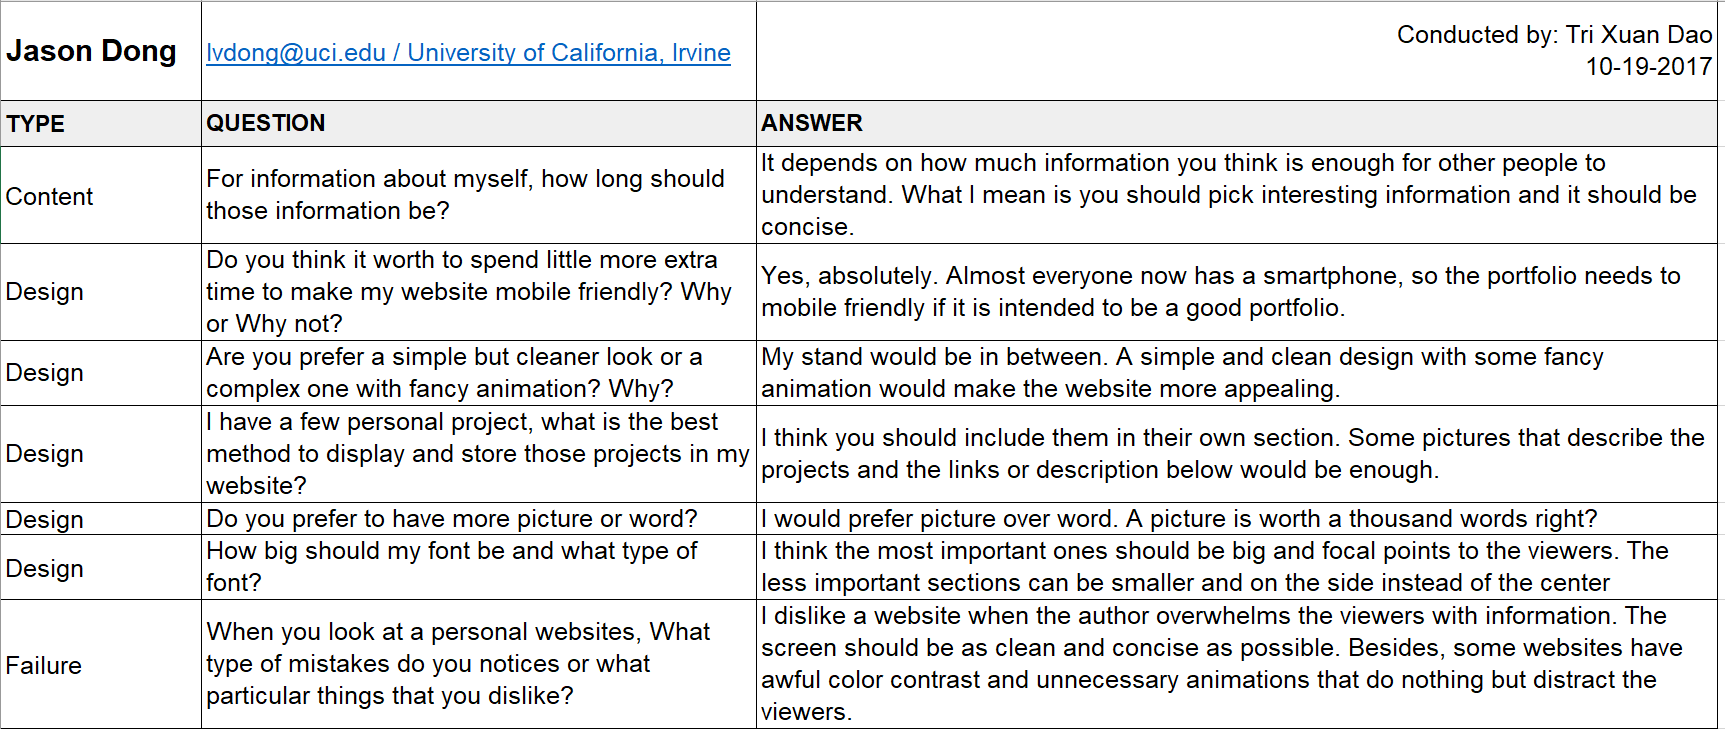 Jason Dong
lvdong@uci.edu / University of California, Irvine
Conducted by: Tri Xuan Dao
10-19-2017
TYPE
QUESTION
ANSWER
Content
For information about myself, how long should
those information be?
It depends on how much information you think is enough for other people to
understand. What I mean is you should pick interesting information and it should be
concise.
Design
Do you think it worth to spend little more extra
time to make my website mobile friendly? Why
or Why not?
Yes, absolutely. Almost everyone now has a smartphone, so the portfolio needs to
mobile friendly if it is intended to be a good portfolio.
Design
Are you prefer a simple but cleaner look or a
complex one with fancy animation? Why?
My stand would be in between. A simple and clean design with some fancy
animation would make the website more appealing.
Design
I have a few personal project, what is the best
method to display and store those projects in my
website?
I think you should include them in their own section. Some pictures that describe the
projects and the links or description below would be enough.
Design
Do you prefer to have more picture or word?
I would prefer picture over word. A picture is worth a thousand words right?
Design
How big should my font be and what type of
font?
I think the most important ones should be big and focal points to the viewers. The
less important sections can be smaller and on the side instead of the center
Failure
When you look at a personal websites, What
type of mistakes do you notices or what
particular things that you dislike?
I dislike a website when the author overwhelms the viewers with information. The
screen should be as clean and concise as possible. Besides, some websites have
awful color contrast and unnecessary animations that do nothing but distract the
viewers.